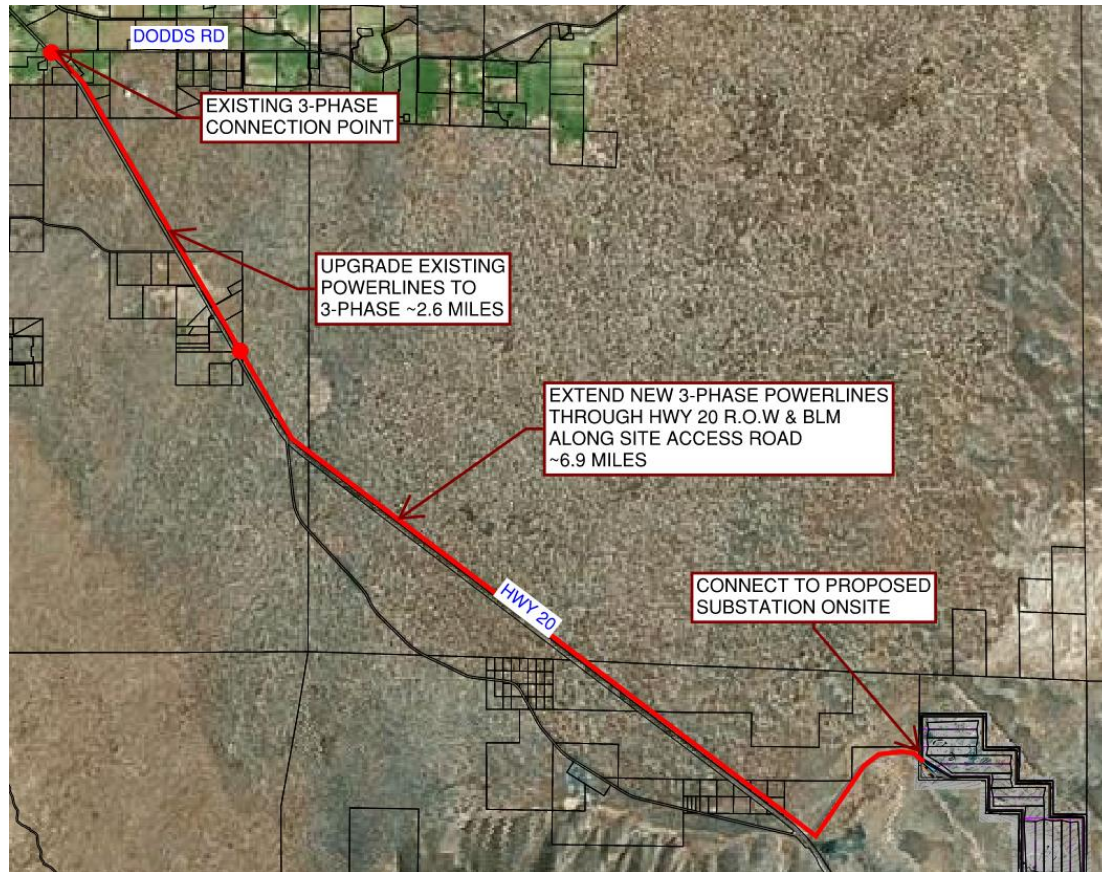 DODDS RD
EXISTING 3-PHASE
CONNECTION POINT
UPGRADE EXISTING
POWERLINES TO
3-PHASE ~2.6 MILES
EXTEND NEW 3-PHASE POWERLINES
THROUGH HWY 20 R.O.W & BLM
ALONG SITE ACCESS ROAD
~6.9 MILES
HWY 20
CONNECT TO PROPOSED
SUBSTATION ONSITE